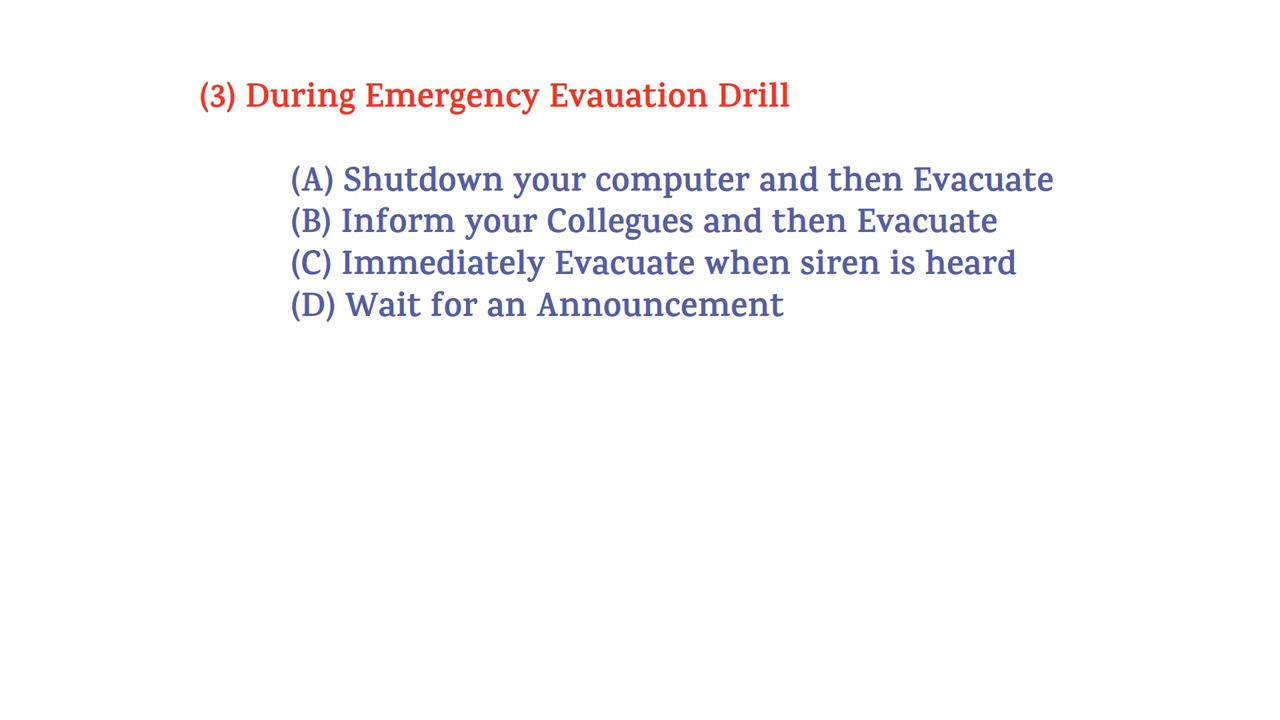 (3) During Emergency Evauation Drill
(A) Shutdown your computer and then Evacuate
(B) Inform your Collegues and then Evacuate
(C) Immediately Evacuate when siren is heard
(D) Wait for an Announcement